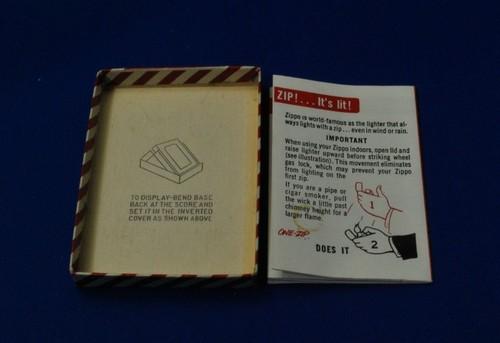 TO DISPLAY-BEND BASE
BACK AT THE SCORE AND
SET IT IN THE INVERTED
COVER AS SHOWN ABOVE
ZIP!... It's lit!
Zippo is world-famous as the lighter that al-
ways lights with a zip... even in wind or rain.
IMPORTANT
When using your Zippo indoors, open lid and
raise lighter upward before striking wheel
(see illustration). This movement eliminates
gas lock, which may prevent your Zippo
from lighting on the
first zip.
If you are a pipe or
cigar smoker, pull
the wick a little past
chimney height for a
larger flame.
1
ONE-ZIP
2
DOES IT